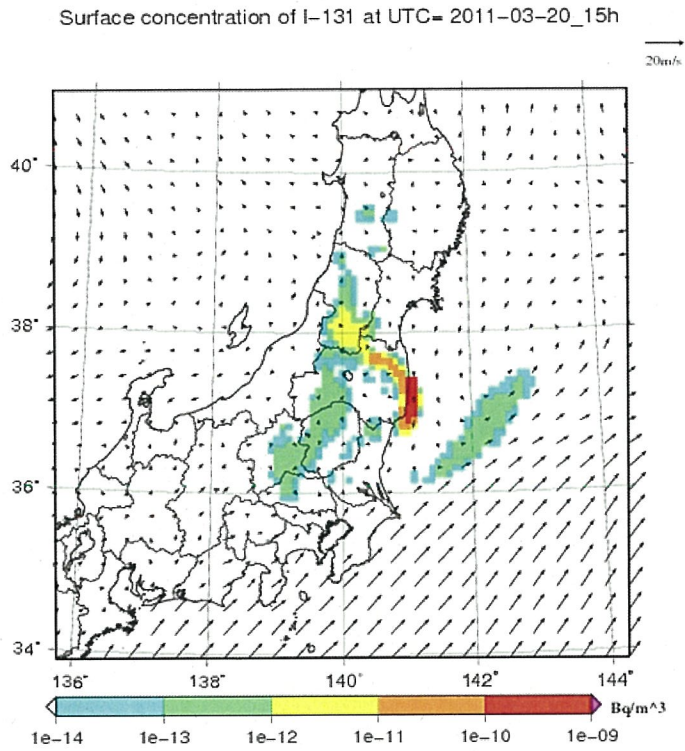 Surface concentration of I-131 at UTC= 2011-03-20_15h
20m/s
40°
38°
36°
34°
136° 138° 140° 142° 144°
Bq/m^3
1e-14 1e-13 1e-12 1e-11 1e-10 1e-09